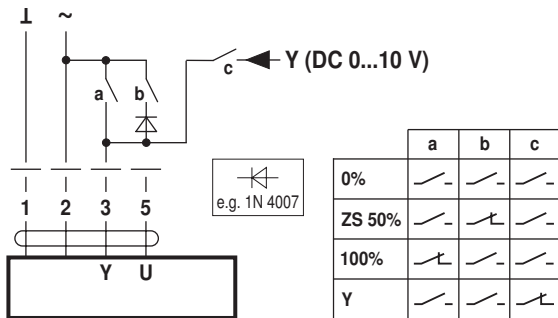 ⊥ ~
Y (DC 0...10 V)
c
a b
e.g. 1N 4007
1 2 3 5
Y U
a b c
0%
ZS 50%
100%
Y